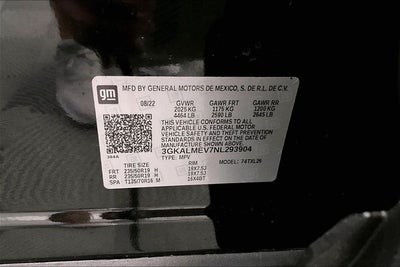 gm
MFD BY GENERAL MOTORS DE MEXICO, S. DE R.L. DE C.V.
08/22 GVWR GAWR FRT GAWR RR
2025 KG 1175 KG 1200 KG
4464 LB 2590 LB 2645 LB
THIS VEHICLE CONFORMS TO ALL
APPLICABLE U.S. FEDERAL MOTOR
VEHICLE SAFETY AND THEFT PREVENTION
STANDARDS IN EFFECT ON THE DATE OF
MANUFACTURE SHOWN ABOVE.
3GKALMEV7NL293904
TYPE: MPV MODEL: 74TXL26
TIRE SIZE RIM
FRT 235/50R19 H 19X7.5J
RR 235/50R19 H 19X7.5J
SPA T135/70R16 M 16X4BT